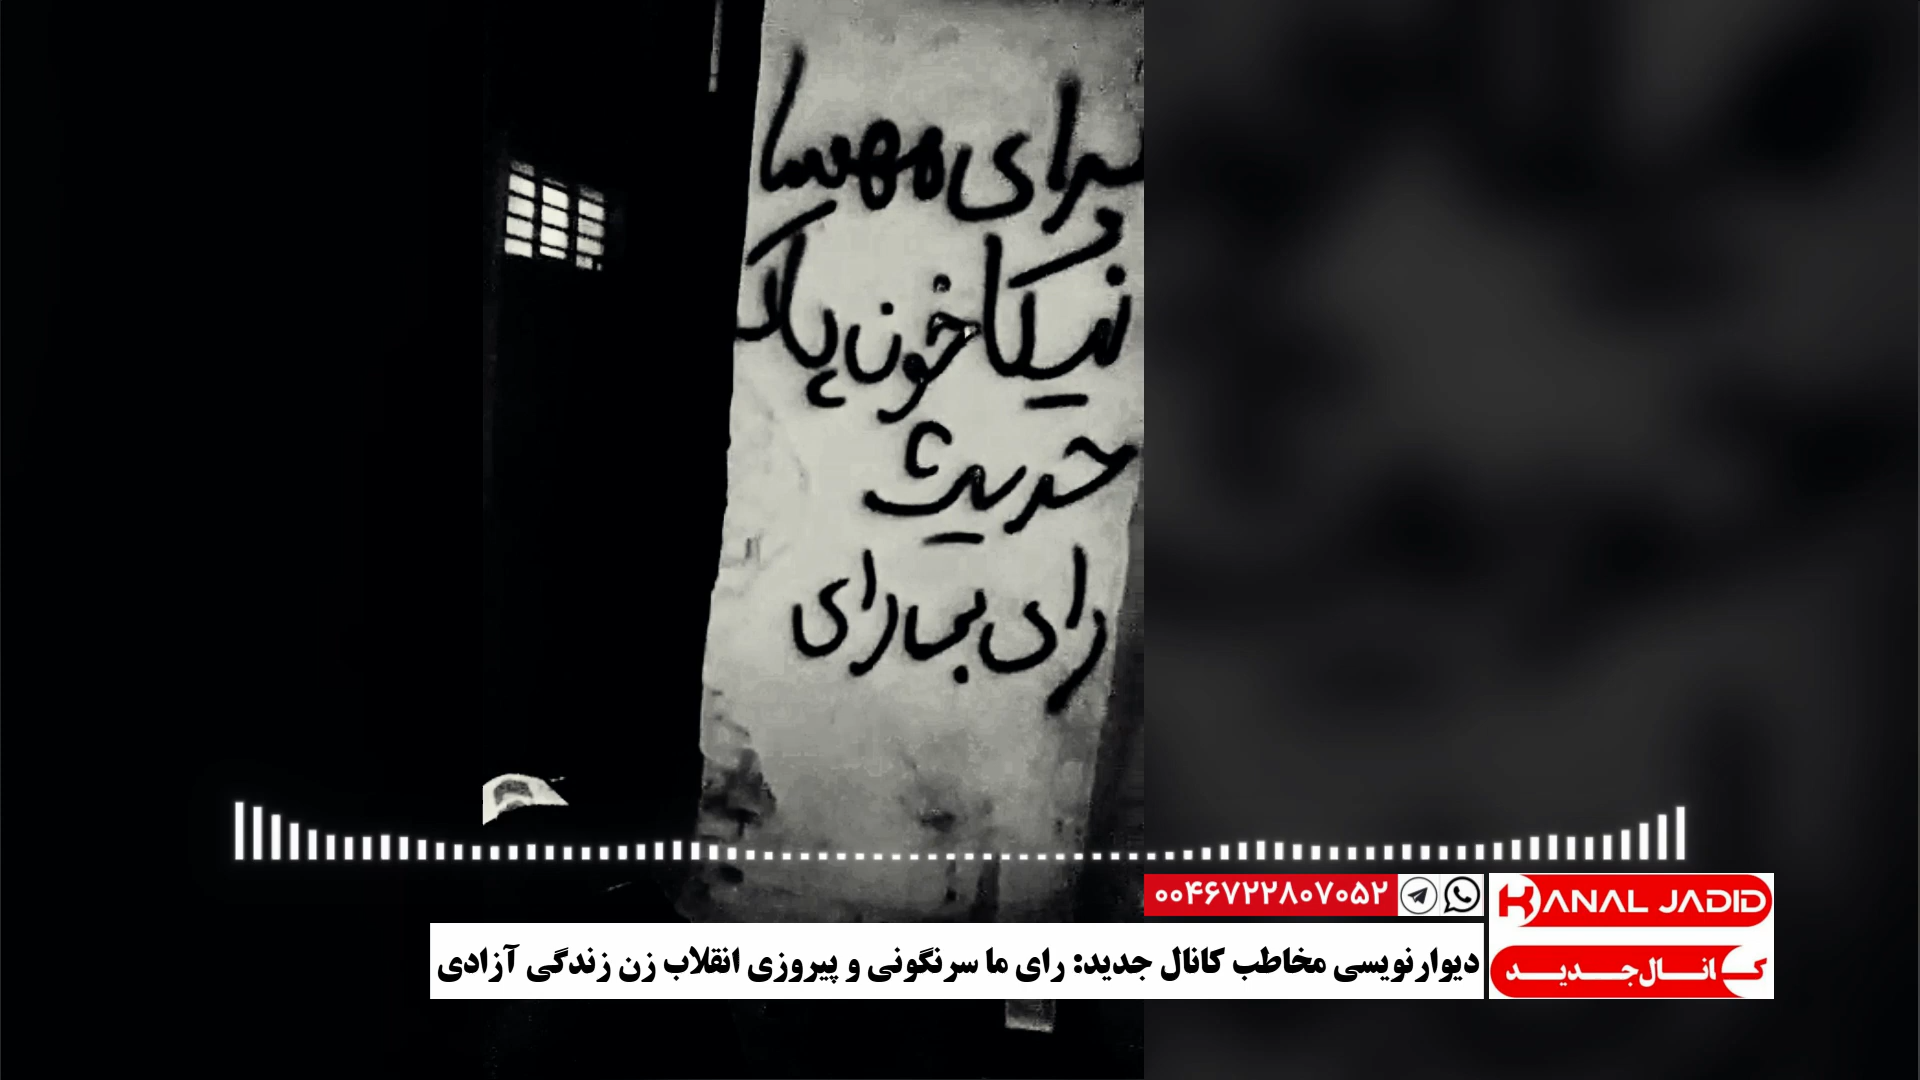 برای مهسا
نیکا خون پاک
حدیث
رای بی رای
۰۰۴۶۷۲۲۸۰۷۰۵۲
KANAL JADID
کانال جدید
دیوارنویسی مخاطب کانال جدید: رای ما سرنگونی و پیروزی انقلاب زن زندگی آزادی